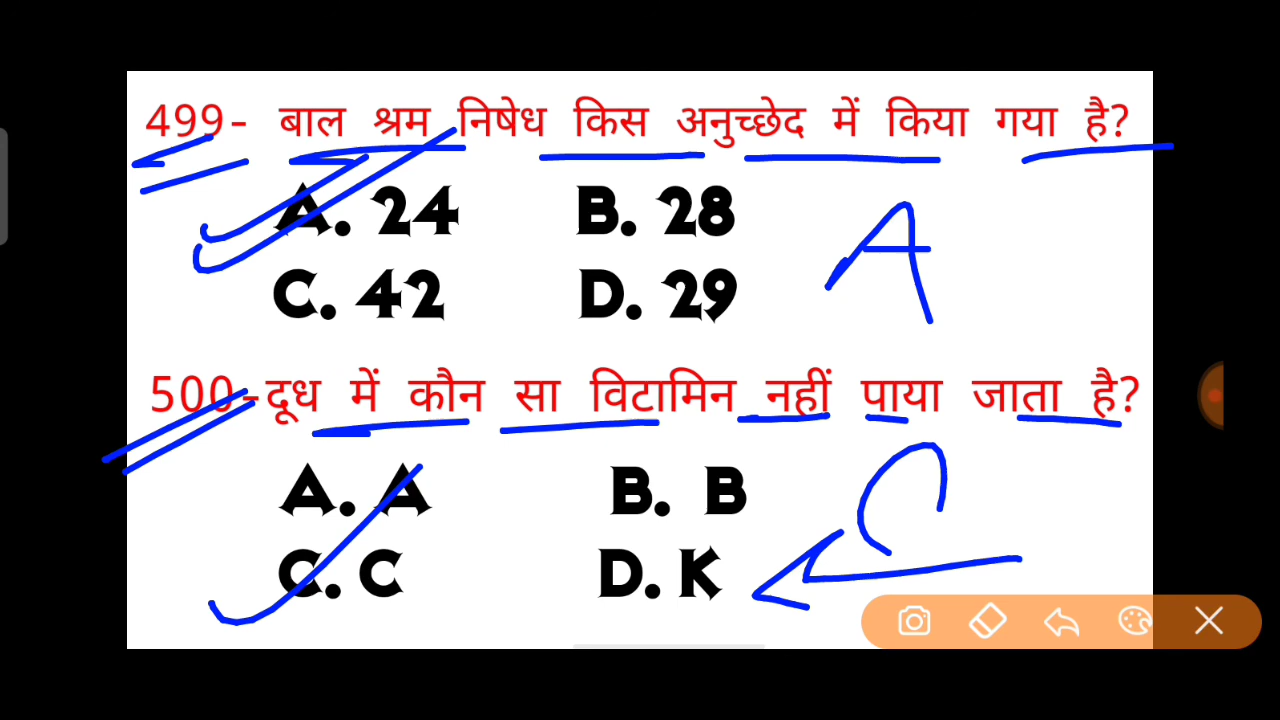 499- बाल श्रम निषेध किस अनुच्छेद में किया गया है?
A. 24 B. 28
C. 42 D. 29
A
500-दूध में कौन सा विटामिन नहीं पाया जाता है?
A. A B. B
C. C D. K
C